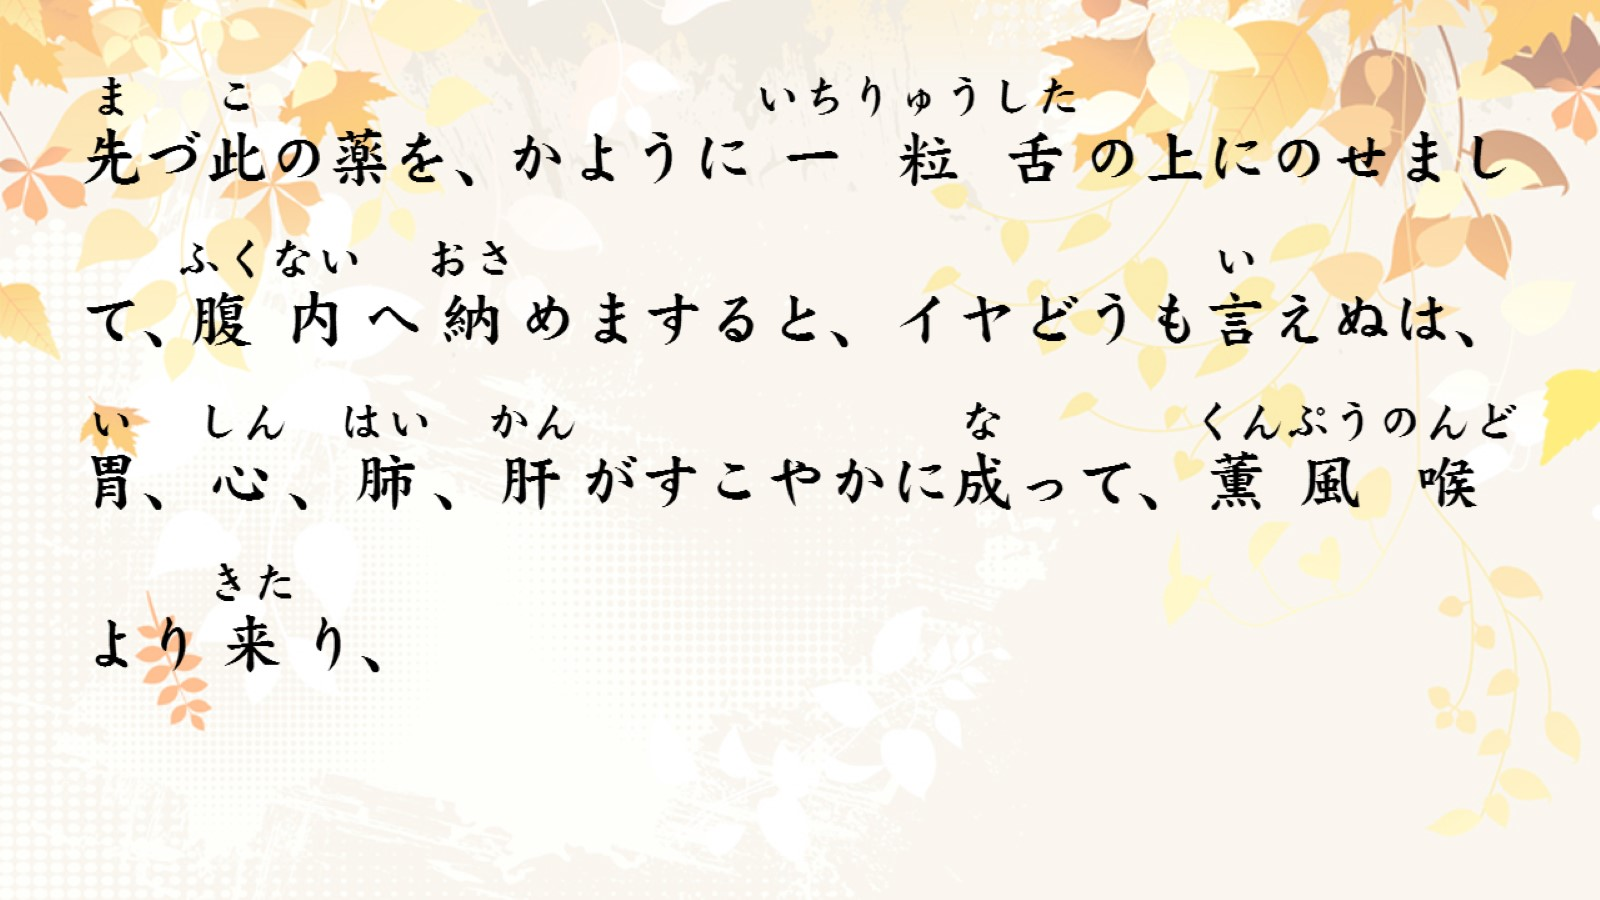 ま こ いちりゅうした
先づ此の薬を、かように一粒舌の上にのせまし
ふくない おさ い
て、腹内へ納めますると、イヤどうも言えぬは、
い しん はい かん な くんぷうのんど
胃、心、肺、肝がすこやかに成って、薫風喉
きた
より来り、